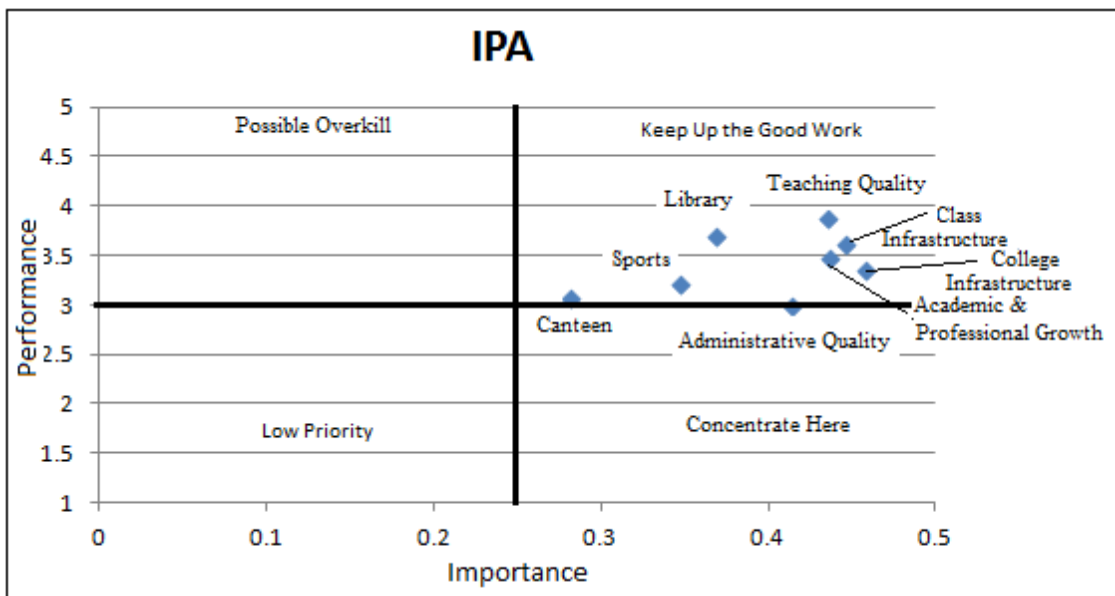 IPA
5
Possible Overkill
Keep Up the Good Work
4.5
Teaching Quality
Library
4
Class
Infrastructure
3.5
Sports
College
Infrastructure
3
Academic &
Professional Growth
Canteen
Administrative Quality
2.5
2
Low Priority
Concentrate Here
1.5
1
Performance
0
0.1
0.2
0.3
0.4
0.5
Importance